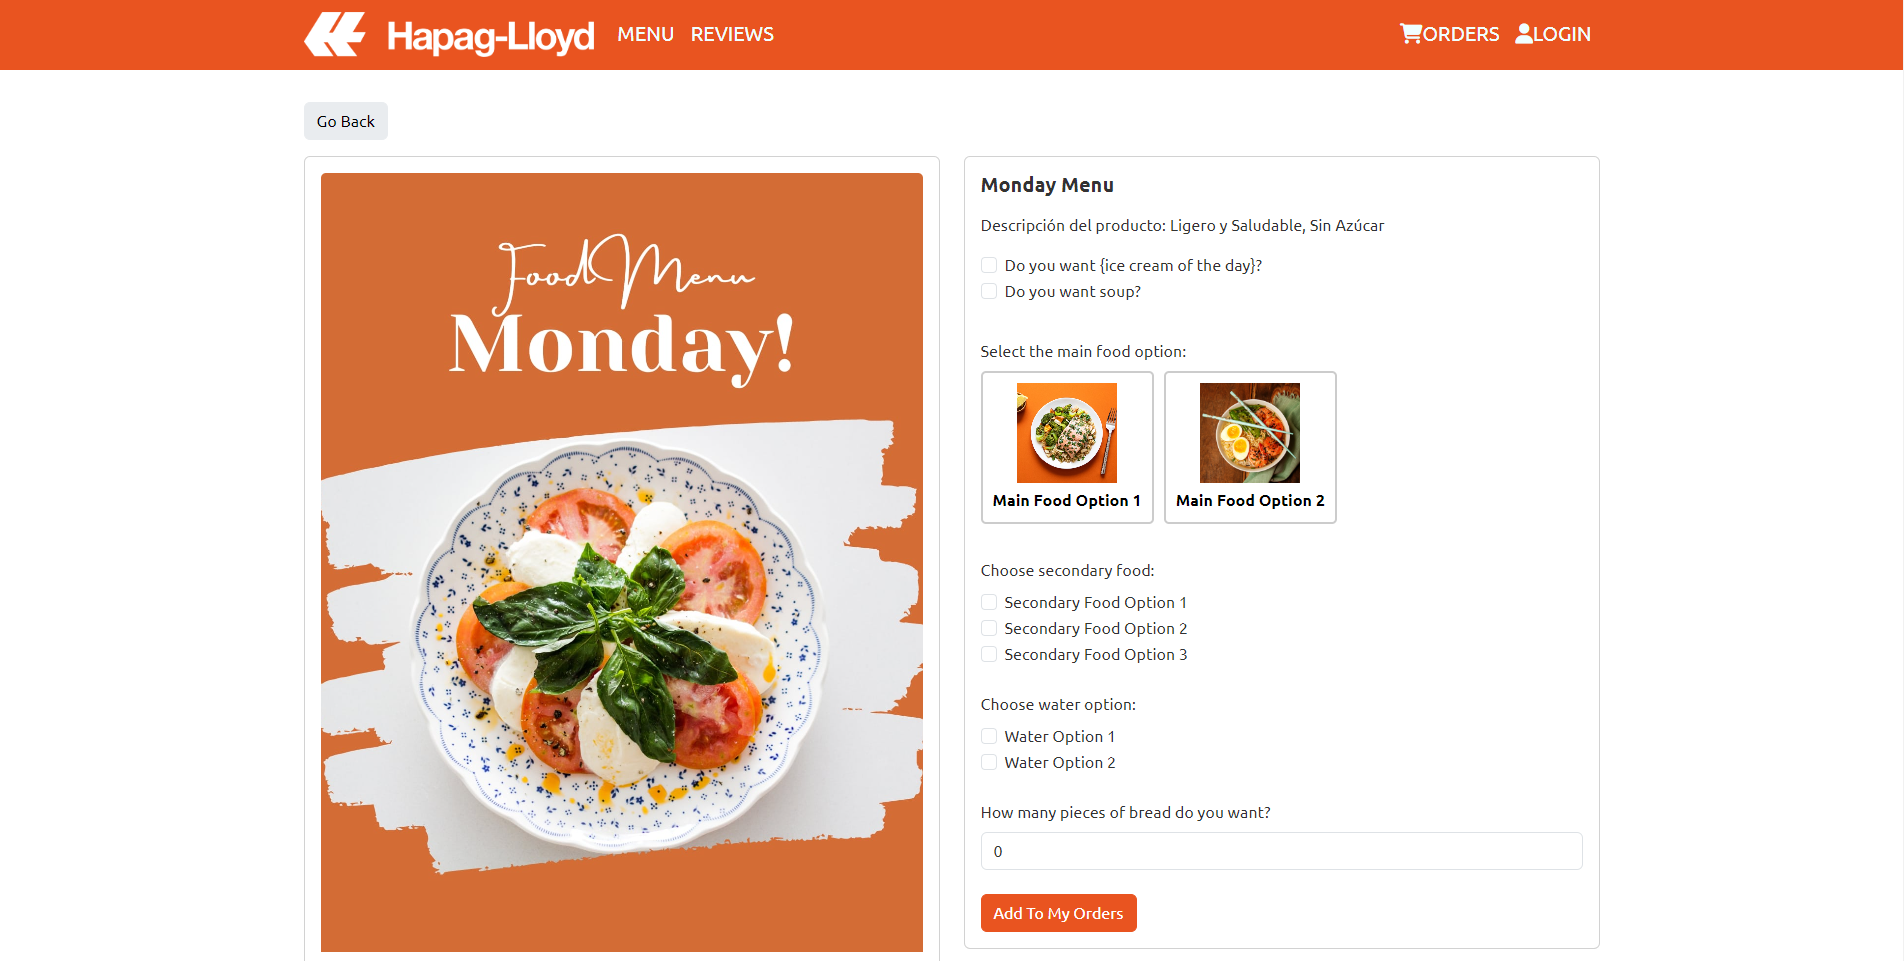 Hapag-Lloyd MENU REVIEWS ORDERS LOGIN
Go Back
Food Menu
Monday!
Monday Menu
Descripción del producto: Ligero y Saludable, Sin Azúcar
Do you want {ice cream of the day}?
Do you want soup?
Select the main food option:
Main Food Option 1
Main Food Option 2
Choose secondary food:
Secondary Food Option 1
Secondary Food Option 2
Secondary Food Option 3
Choose water option:
Water Option 1
Water Option 2
How many pieces of bread do you want?
0
Add To My Orders